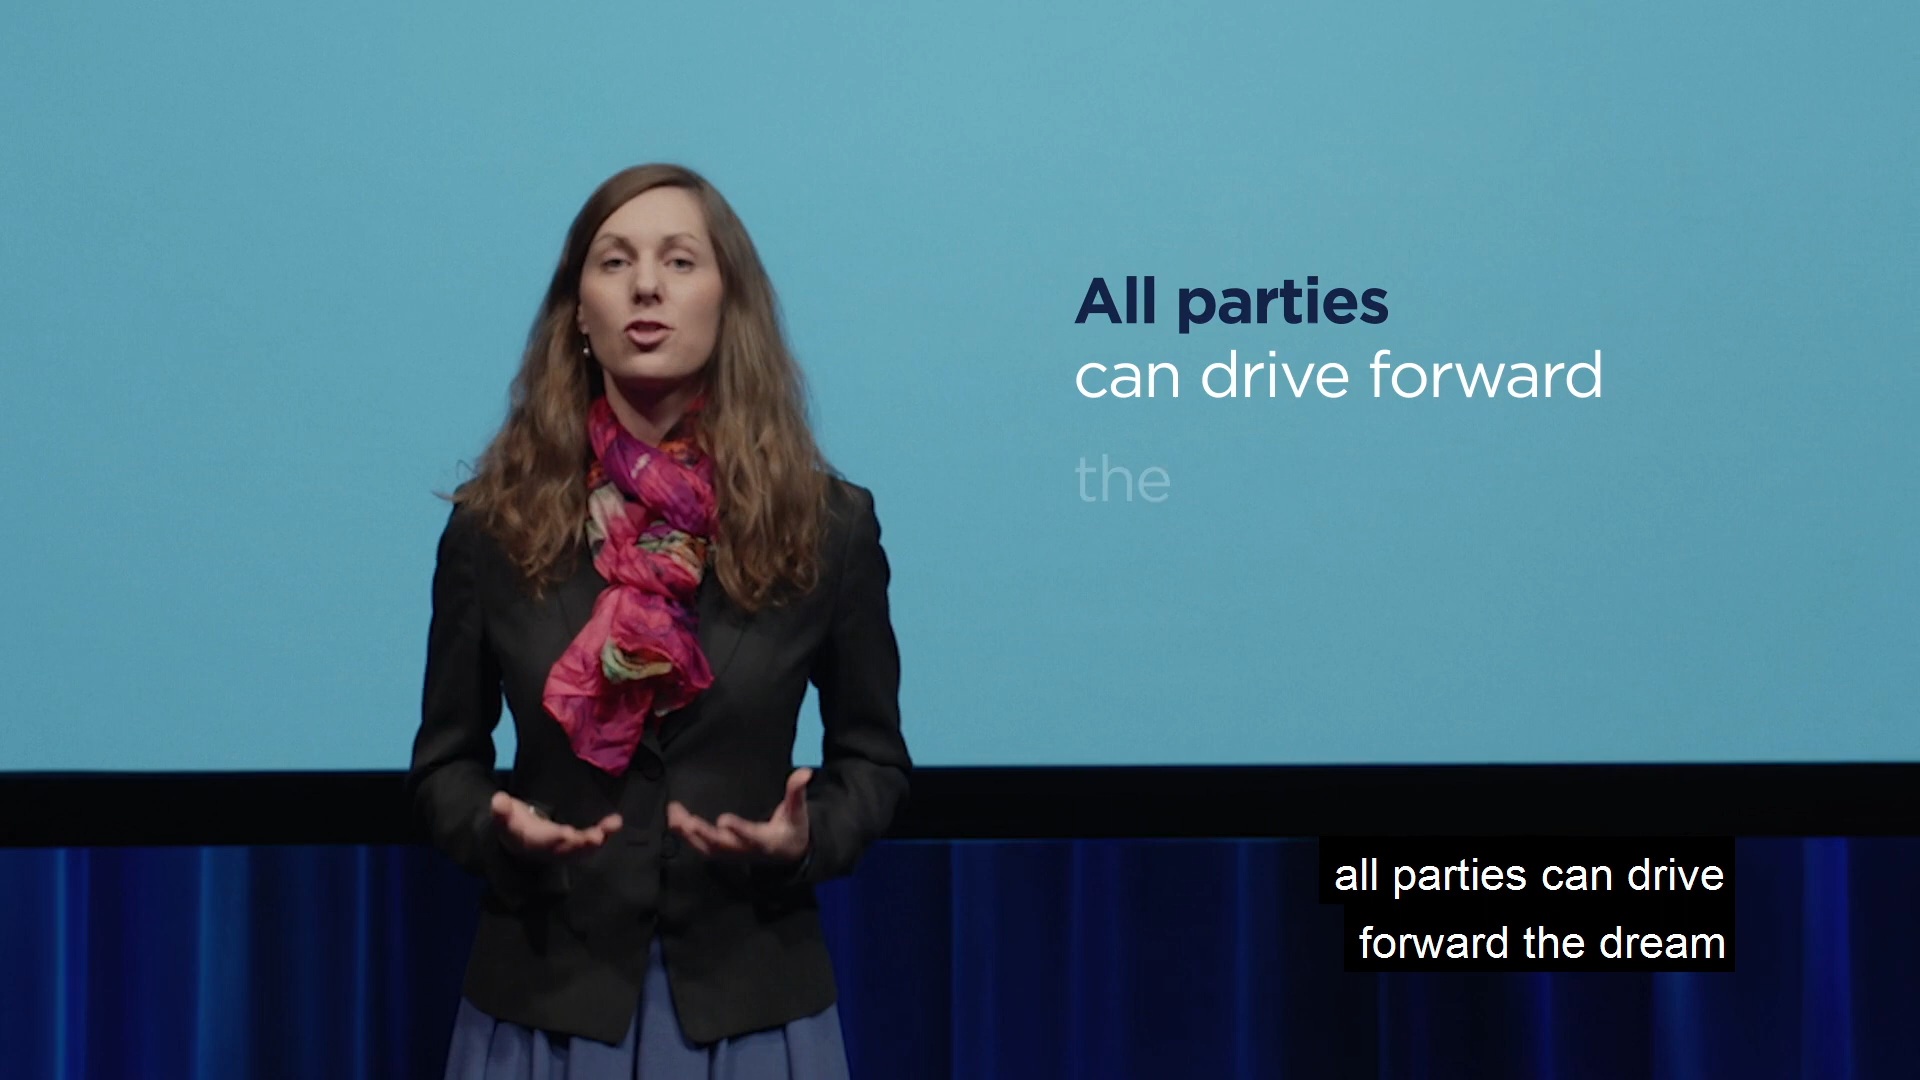 All parties
can drive forward
the
all parties can drive
forward the dream